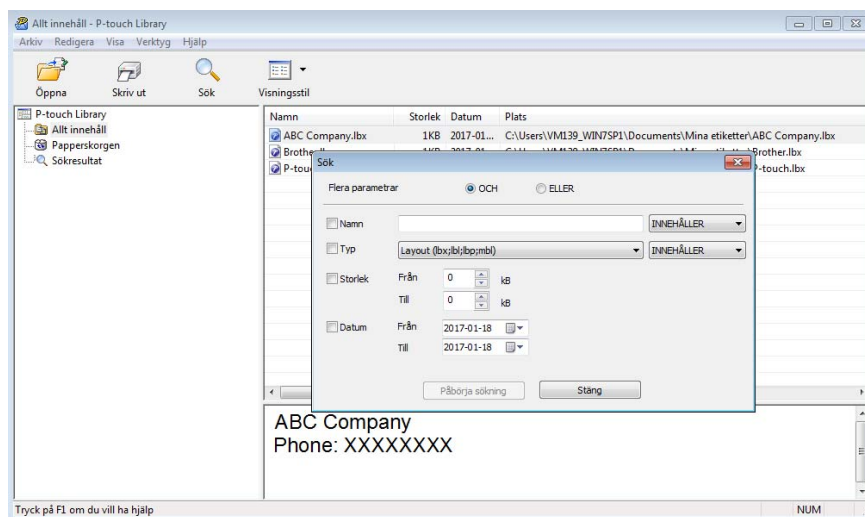 Allt innehåll - P-touch Library
Arkiv Redigera Visa Verktyg Hjälp
Öppna Skriv ut Sök Visningsstil
P-touch Library
Allt innehåll
Papperskorgen
Sökresultat
Namn Storlek Datum Plats
ABC Company.lbx 1KB 2017-01... C:\Users\VM139_WIN7SP1\Documents\Mina etiketter\ABC Company.lbx
Brother.lbx
P-touch.lbx
Sök
Flera parametrar OCH ELLER
Namn INNEHÅLLER
Typ Layout (lbx;lbl;lbp;mbl) INNEHÅLLER
Storlek Från 0 kB
Till 0 kB
Datum Från 2017-01-18
Till 2017-01-18
Påbörja sökning Stäng
ABC Company
Phone: XXXXXXXX
Tryck på F1 om du vill ha hjälp NUM